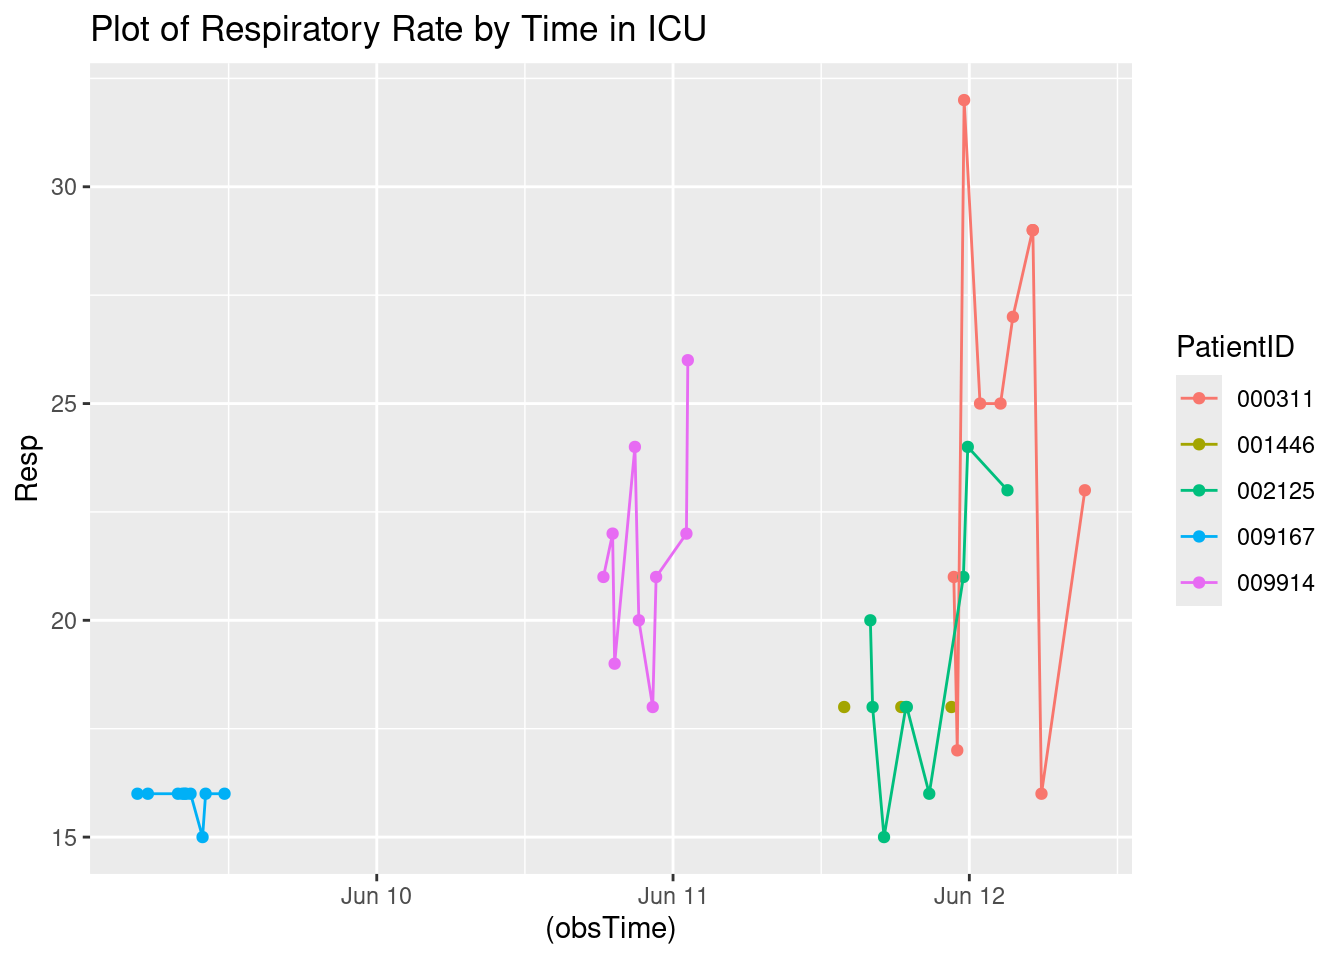 Plot of Respiratory Rate by Time in ICU
30
25
20
15
Resp
Jun 10
Jun 11
Jun 12
(obsTime)
PatientID
000311
001446
002125
009167
009914